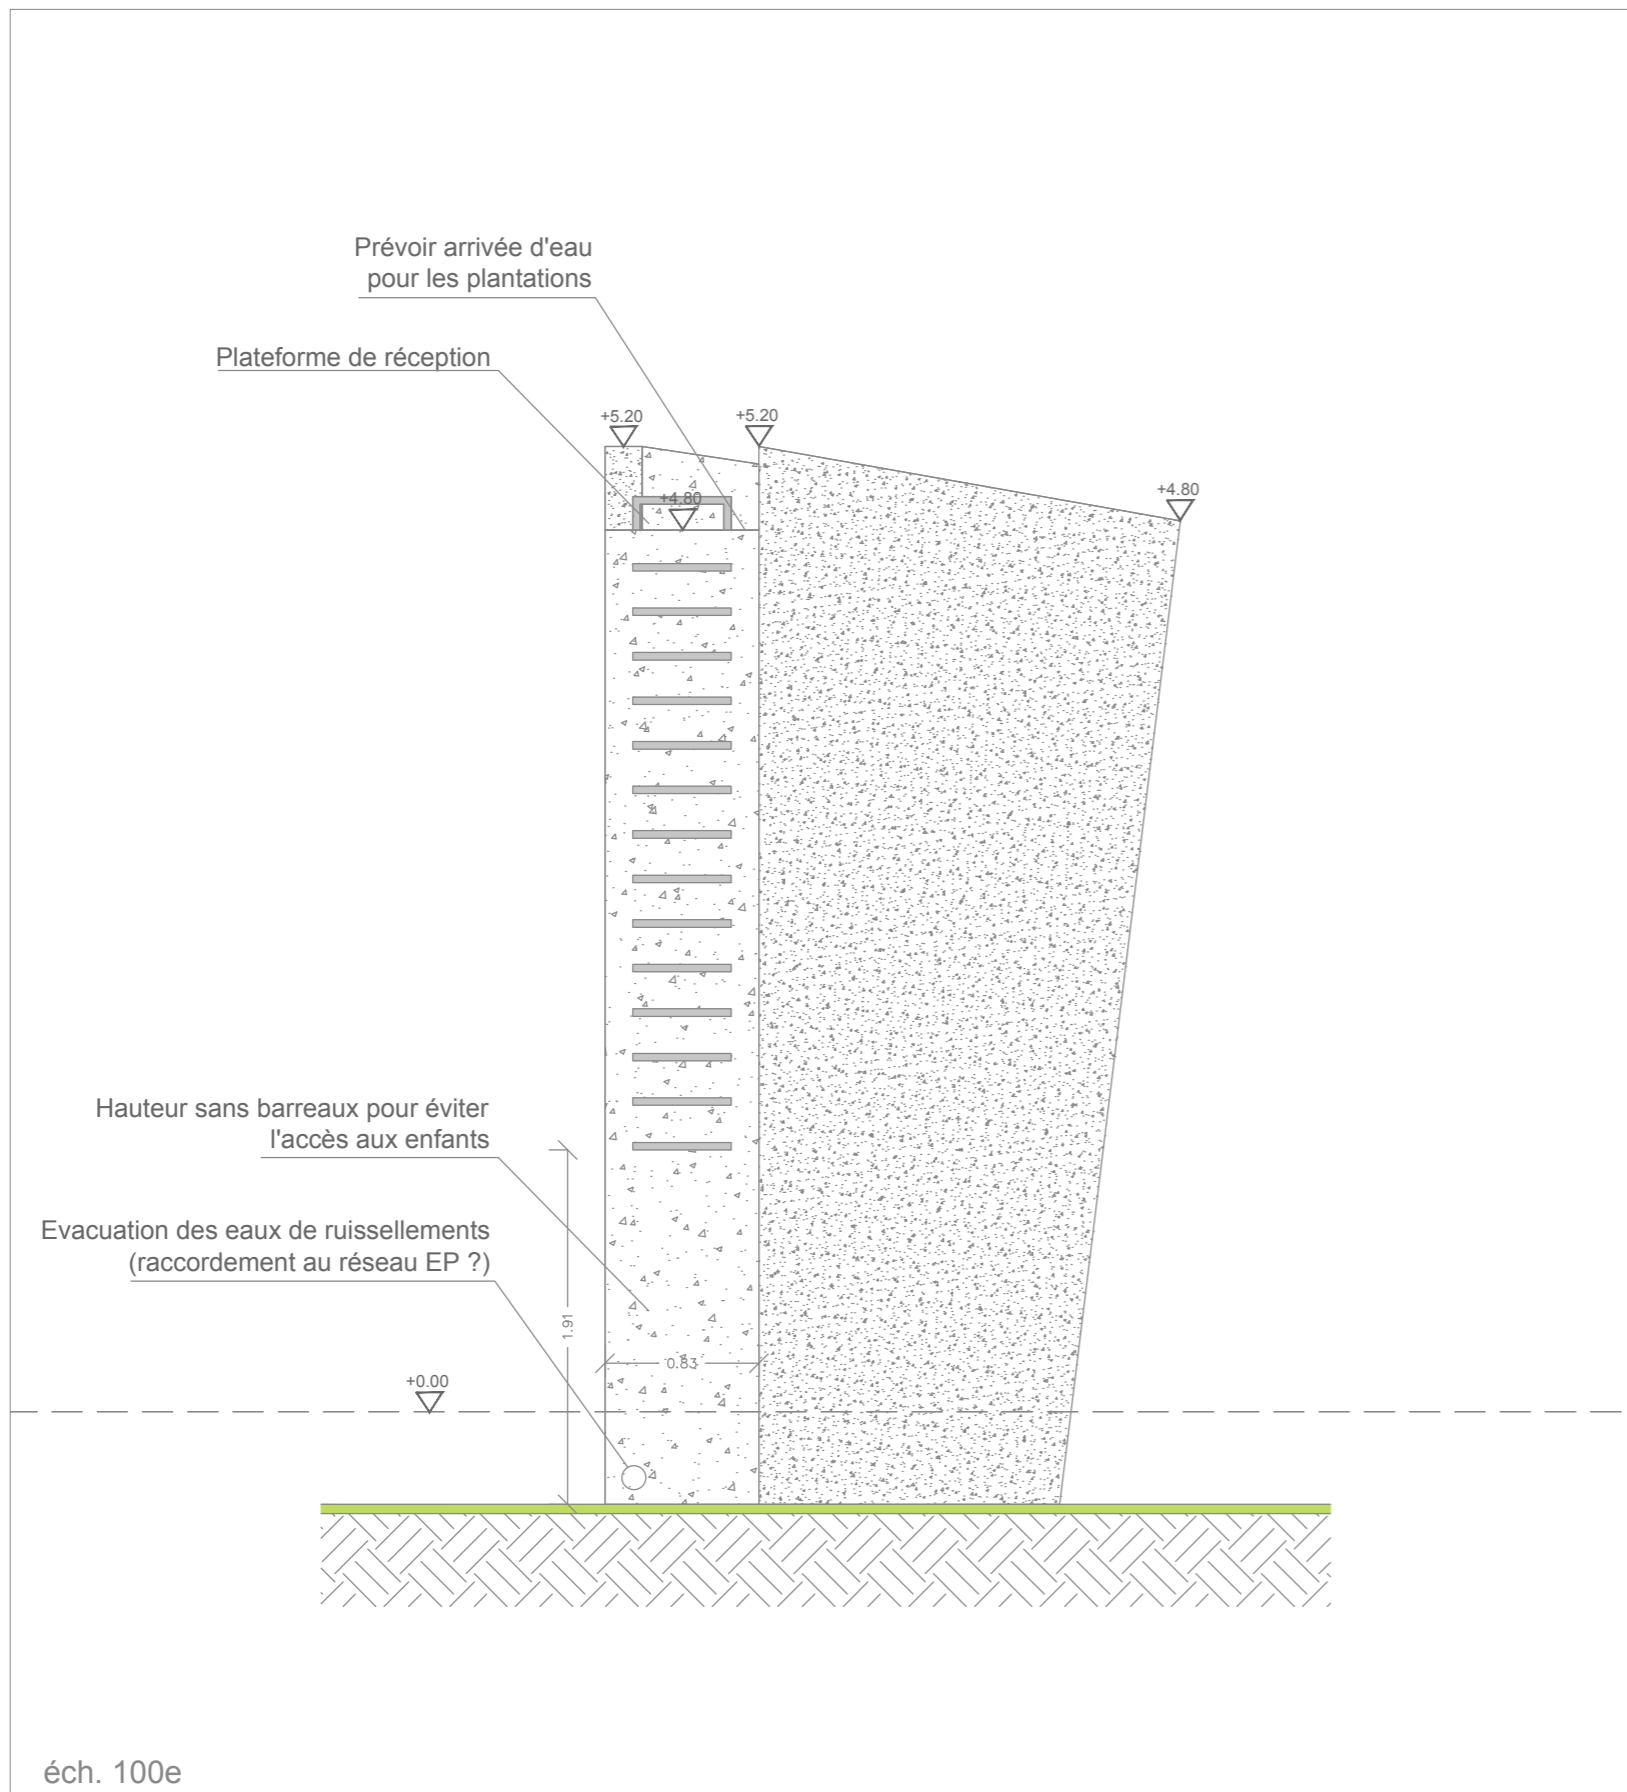 Prévoir arrivée d'eau
pour les plantations
Plateforme de réception
+5.20
+5.20
+4.80
+4.80
Hauteur sans barreaux pour éviter
l'accès aux enfants
Evacuation des eaux de ruissellements
(raccordement au réseau EP ?)
1.91
0.83
+0.00
éch. 100e